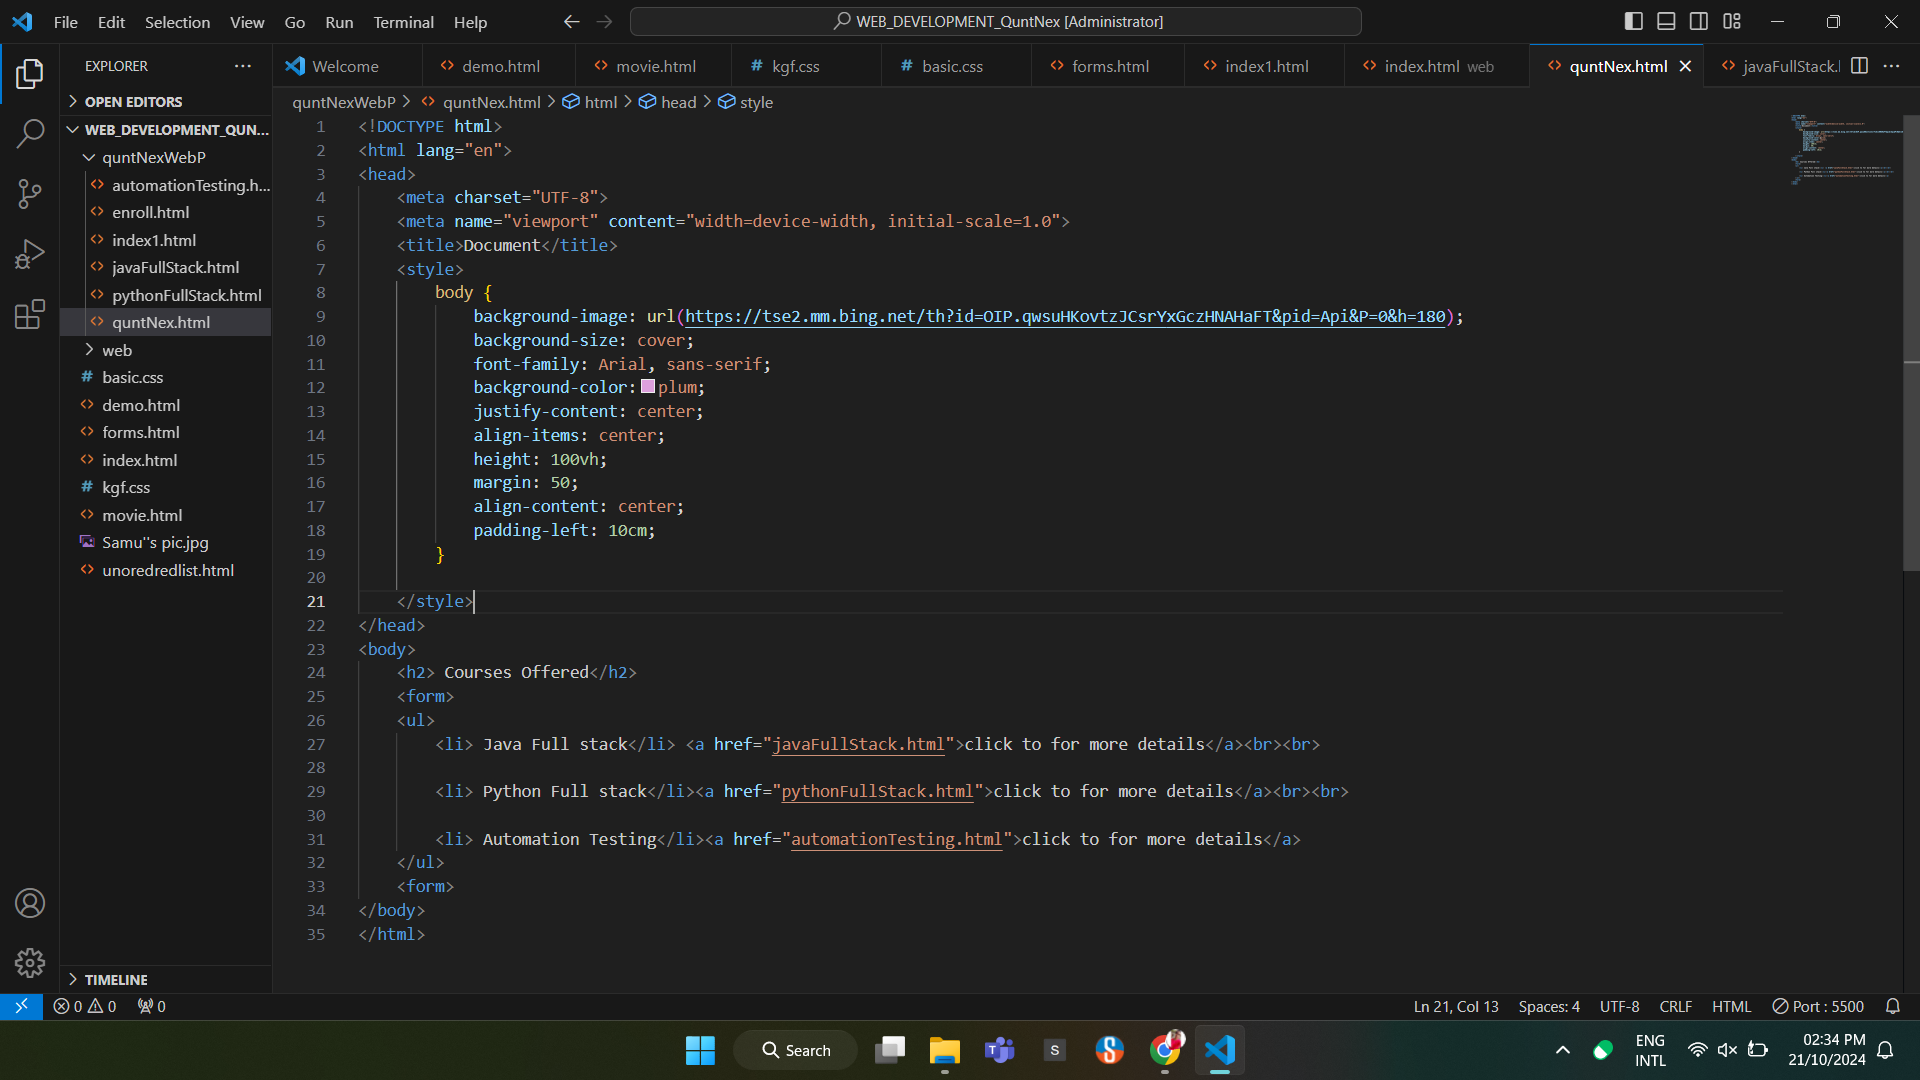 File Edit Selection View Go Run Terminal Help
WEB_DEVELOPMENT_QuntNex [Administrator]
EXPLORER
Welcome demo.html movie.html kgf.css basic.css forms.html index1.html index.html web quntNex.html javaFullStack.
OPEN EDITORS
WEB_DEVELOPMENT_QUN...
quntNexWebP
automationTesting.h...
enroll.html
index1.html
javaFullStack.html
pythonFullStack.html
quntNex.html
web
basic.css
demo.html
forms.html
index.html
kgf.css
movie.html
Samu''s pic.jpg
unoredredlist.html
TIMELINE
quntNexWebP > quntNex.html > html > head > style
1 <!DOCTYPE html>
2 <html lang="en">
3 <head>
4     <meta charset="UTF-8">
5     <meta name="viewport" content="width=device-width, initial-scale=1.0">
6     <title>Document</title>
7     <style>
8         body {
9             background-image: url(https://tse2.mm.bing.net/th?id=OIP.qwsuHKovtzJCsrYxGczHNAHaFT&pid=Api&P=0&h=180);
10             background-size: cover;
11             font-family: Arial, sans-serif;
12             background-color: plum;
13             justify-content: center;
14             align-items: center;
15             height: 100vh;
16             margin: 50;
17             align-content: center;
18             padding-left: 10cm;
19         }
20
21     </style>
22 </head>
23 <body>
24     <h2> Courses Offered</h2>
25     <form>
26     <ul>
27         <li> Java Full stack</li> <a href="javaFullStack.html">click to for more details</a><br><br>
28
29         <li> Python Full stack</li><a href="pythonFullStack.html">click to for more details</a><br><br>
30
31         <li> Automation Testing</li><a href="automationTesting.html">click to for more details</a>
32     </ul>
33     <form>
34 </body>
35 </html>
0 0 0
Ln 21, Col 13 Spaces: 4 UTF-8 CRLF HTML Port : 5500
Search
ENG
INTL
02:34 PM
21/10/2024